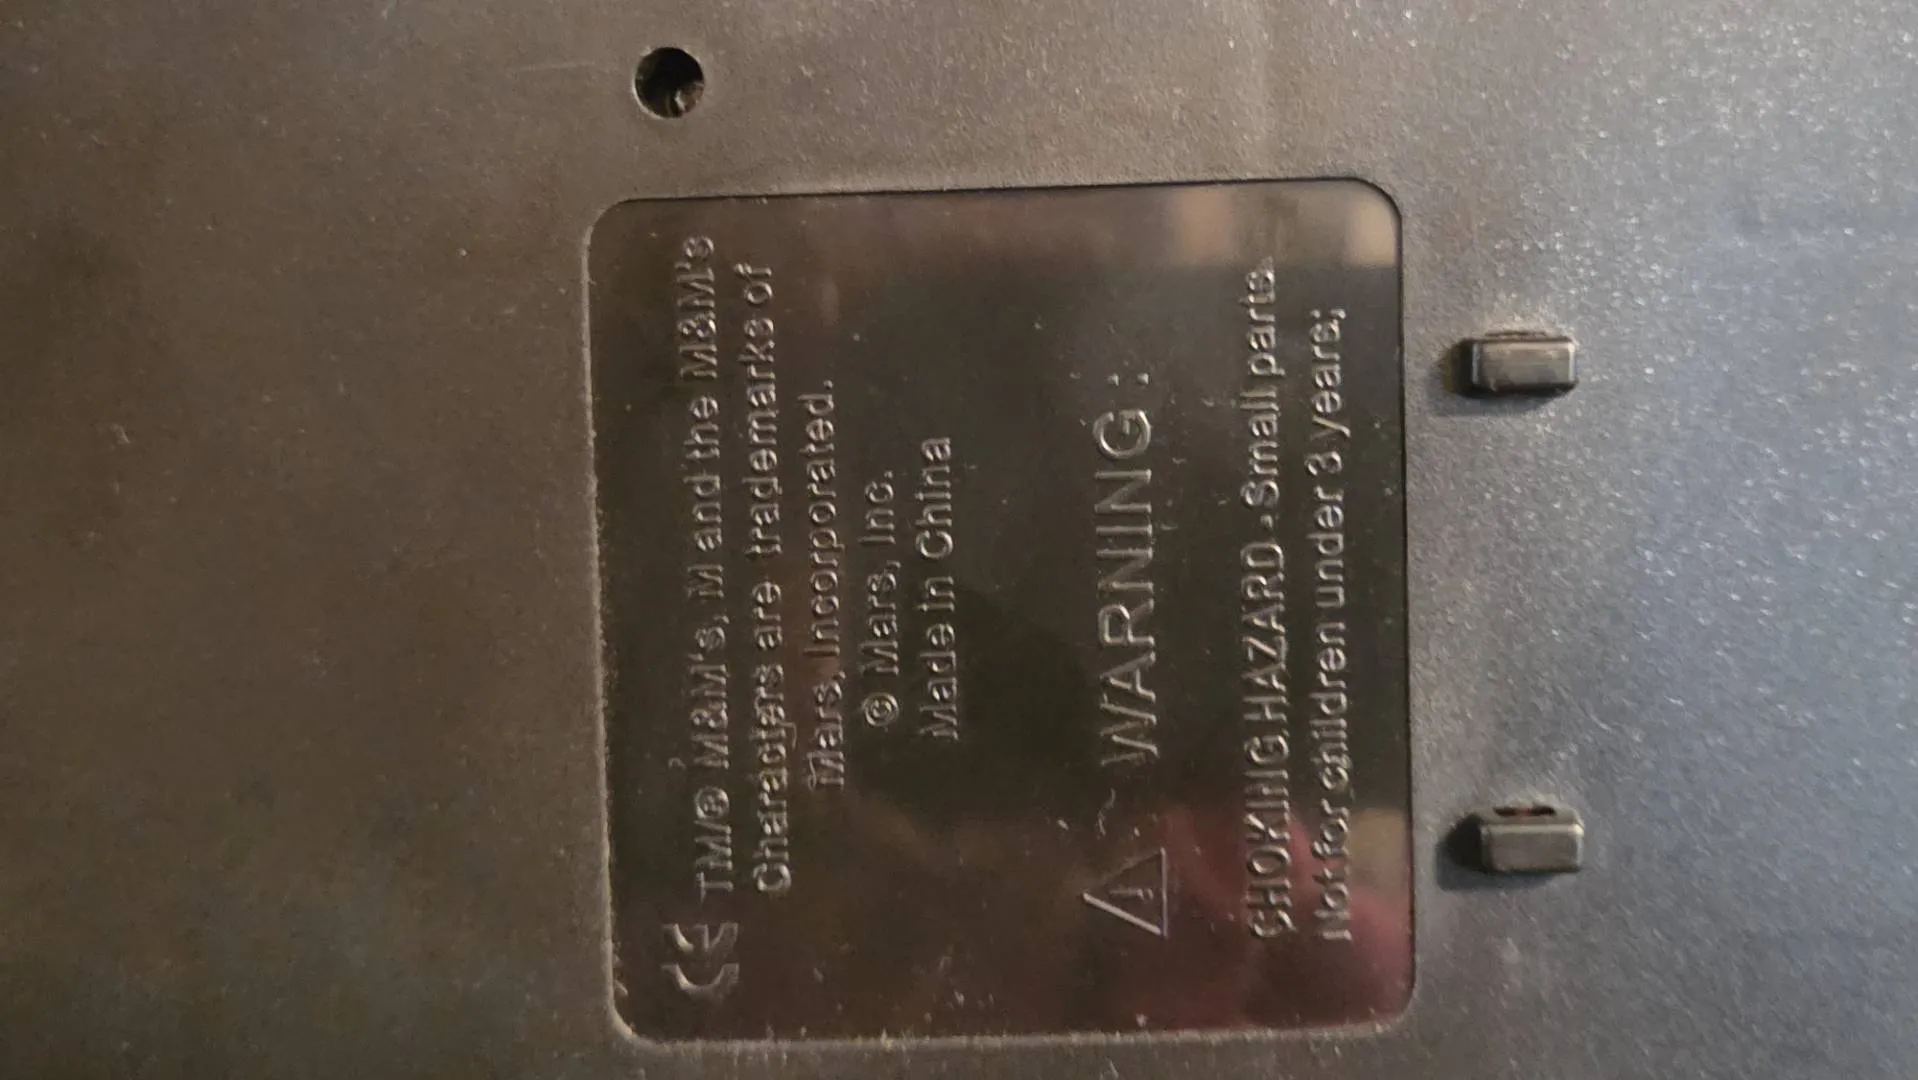 CE TM/® M&M's, M and the M&M's
Characters are trademarks of
Mars, Incorporated.
© Mars, Inc.
Made in China
⚠ WARNING:
CHOKING HAZARD - Small parts.
Not for children under 3 years;